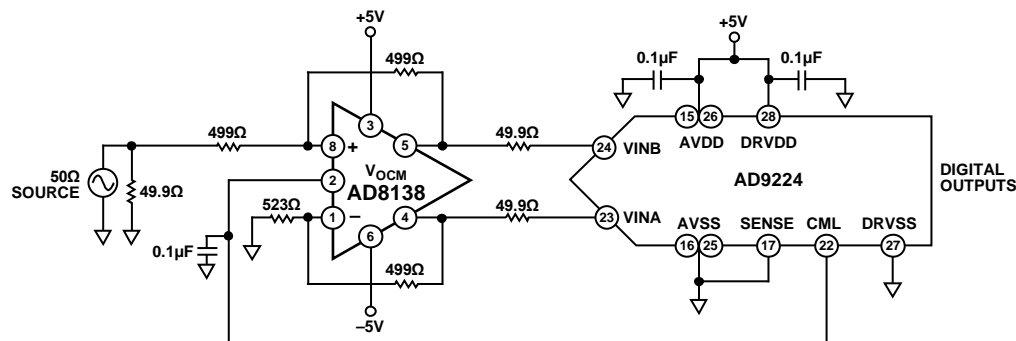 +5V
499Ω
499Ω
50Ω
SOURCE
49.9Ω
8
+
3
5
VOCM
AD8138
2
523Ω
1
–
4
6
0.1µF
499Ω
–5V
49.9Ω
49.9Ω
+5V
0.1µF
0.1µF
15
26
28
AVDD
DRVDD
24
VINB
AD9224
DIGITAL
OUTPUTS
23
VINA
AVSS
SENSE
CML
DRVSS
16
25
17
22
27